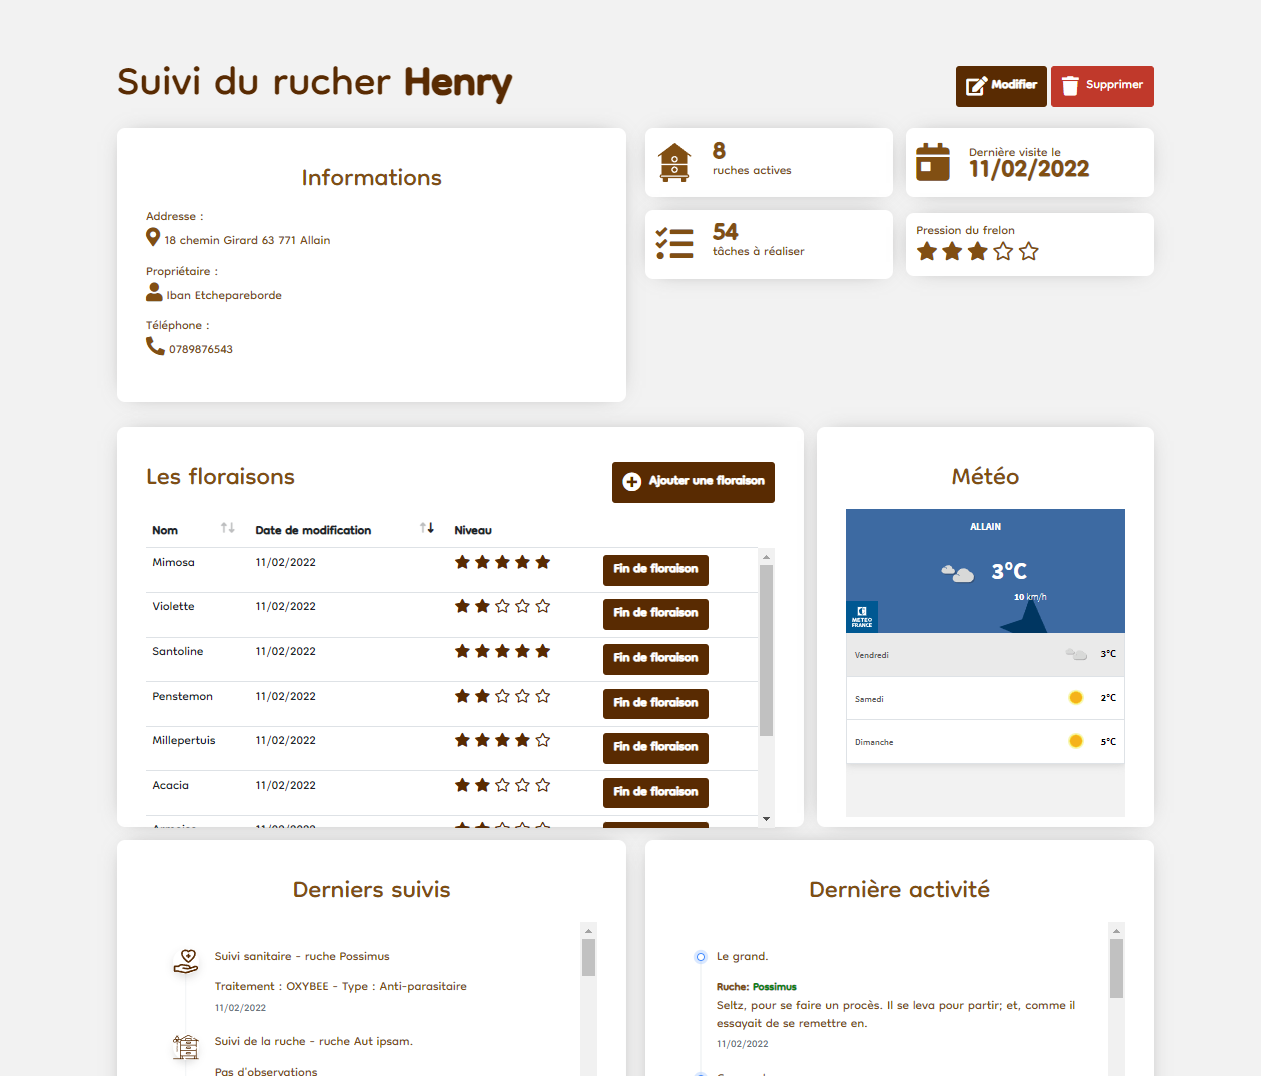 Suivi du rucher Henry
Modifier
Supprimer
Informations
Addresse :
18 chemin Girard 63 771 Allain
Propriétaire :
Iban Etchepareborde
Téléphone :
0789876543
8
ruches actives
Dernière visite le
11/02/2022
54
tâches à réaliser
Pression du frelon
Les floraisons
Ajouter une floraison
Nom Date de modification Niveau
Mimosa 11/02/2022 Fin de floraison
Violette 11/02/2022 Fin de floraison
Santoline 11/02/2022 Fin de floraison
Penstemon 11/02/2022 Fin de floraison
Millepertuis 11/02/2022 Fin de floraison
Acacia 11/02/2022 Fin de floraison
11/02/2022
Météo
ALLAIN
3°C
10 km/h
METEO
FRANCE
Vendredi 3°C
Samedi 2°C
Dimanche 5°C
Derniers suivis
Suivi sanitaire - ruche Possimus
Traitement : OXYBEE - Type : Anti-parasitaire
11/02/2022
Suivi de la ruche - ruche Aut ipsam.
Pas d'observations
Dernière activité
Le grand.
Ruche: Possimus
Seltz, pour se faire un procès. Il se leva pour partir; et, comme il
essayait de se remettre en.
11/02/2022